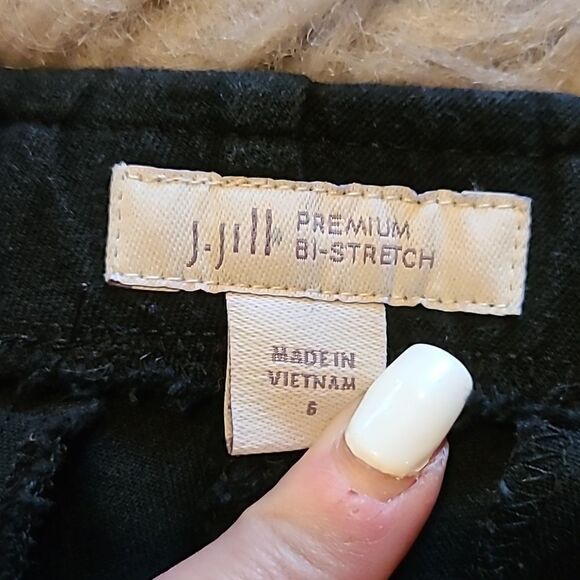 J.Jill PREMIUM
BI-STRETCH
MADE IN
VIETNAM
6